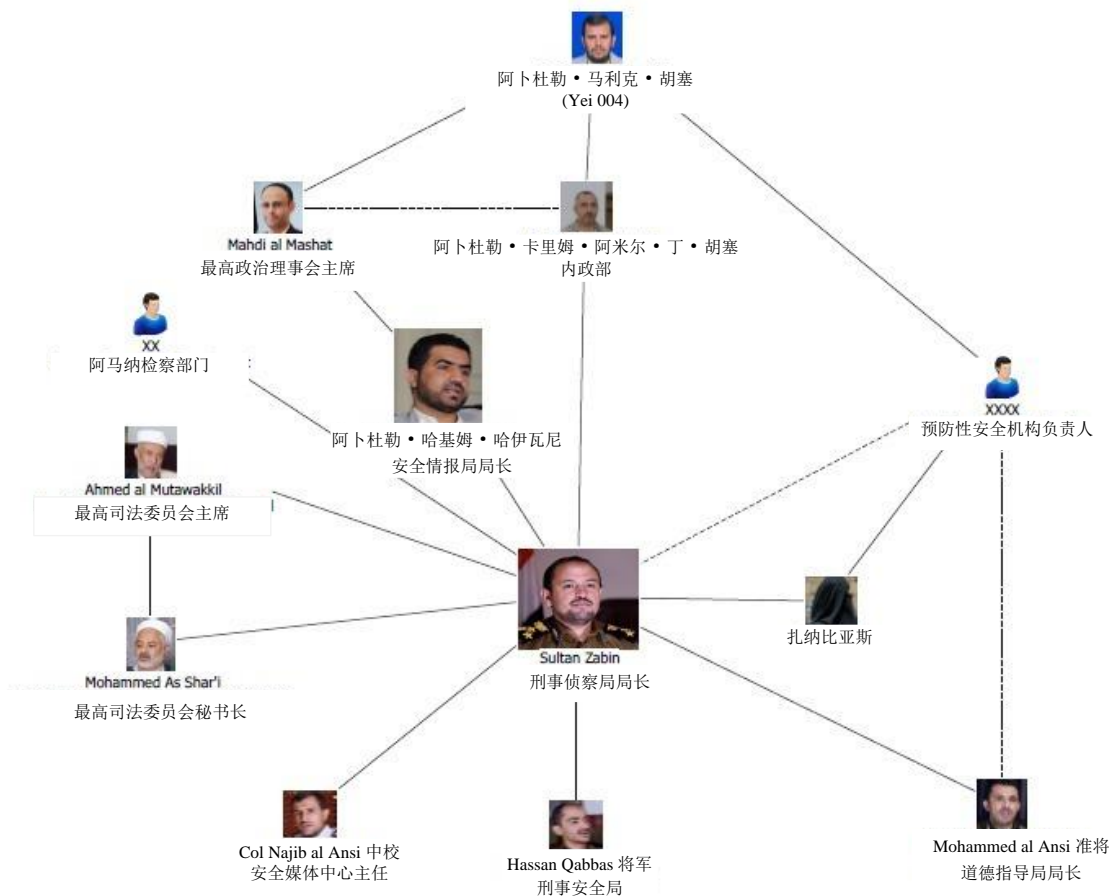 阿卜杜勒•马利克•胡塞
(Yei 004)
Mahdi al Mashat
最高政治理事会主席
阿卜杜勒•卡里姆•阿米尔•丁•胡塞
内政部
XX
阿马纳检察部门
阿卜杜勒•哈基姆•哈伊瓦尼
安全情报局局长
XXXX
预防性安全机构负责人
Ahmed al Mutawakkil
最高司法委员会主席
Sultan Zabin
刑事侦察局局长
扎纳比亚斯
Mohammed As Shar'i
最高司法委员会秘书长
Col Najib al Ansi 中校
安全媒体中心主任
Hassan Qabbas 将军
刑事安全局
Mohammed al Ansi 准将
道德指导局局长